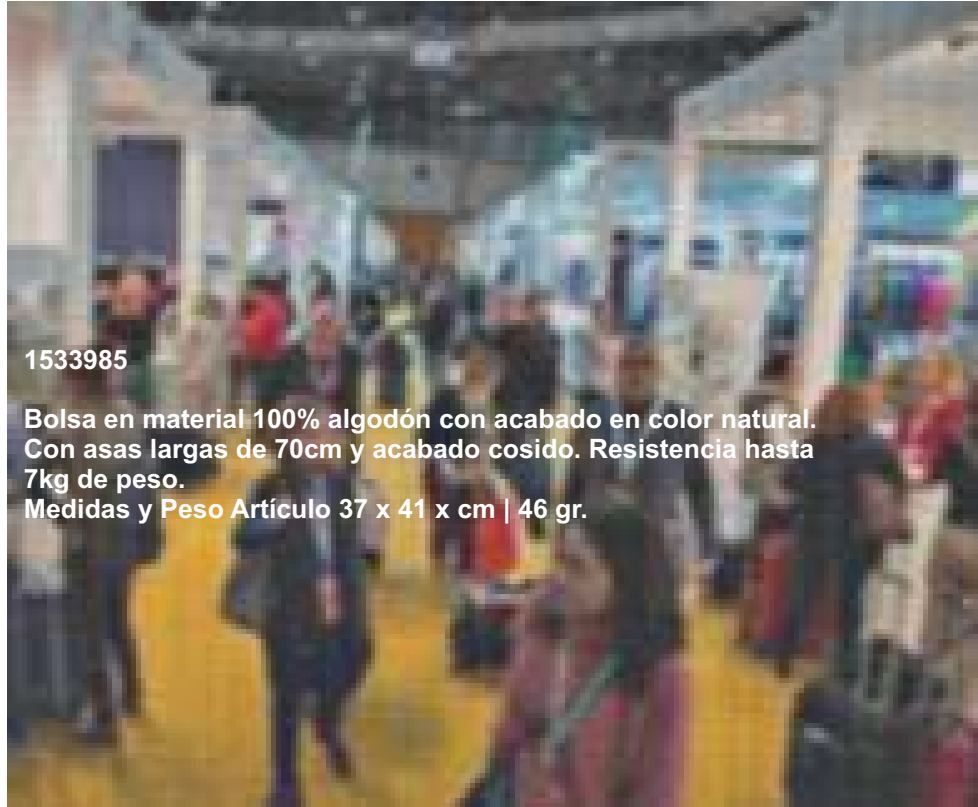 1533985
Bolsa en material 100% algodón con acabado en color natural.
Con asas largas de 70cm y acabado cosido. Resistencia hasta
7kg de peso.
Medidas y Peso Artículo 37 x 41 x cm | 46 gr.